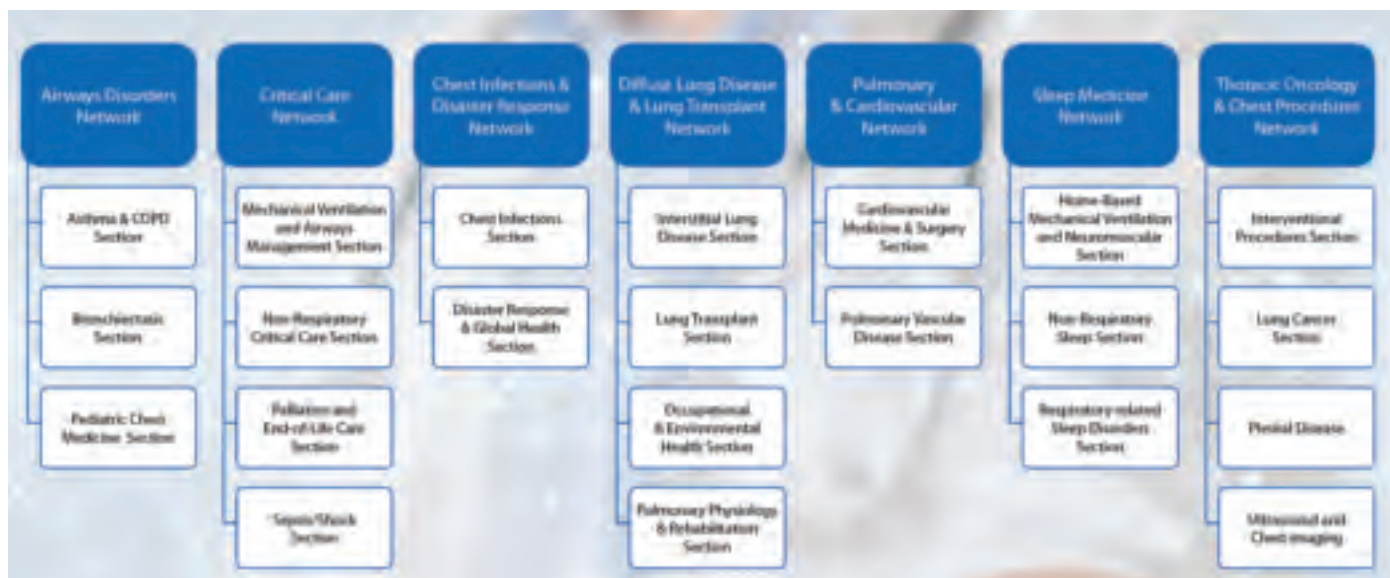 Airways Disorders
Network
Asthma & COPD
Section
Bronchiectasis
Section
Pediatric Chest
Medicine Section
Critical Care
Network
Mechanical Ventilation
and Airways
Management Section
Non-Respiratory
Critical Care Section
Palliative and
End-of-Life Care
Section
Sepsis/Shock
Section
Chest Infections &
Disaster Response
Network
Chest Infections
Section
Disaster Response
& Global Health
Section
Diffuse Lung Disease
& Lung Transplant
Network
Interstitial Lung
Disease Section
Lung Transplant
Section
Occupational
& Environmental
Health Section
Pulmonary Physiology
& Rehabilitation
Section
Pulmonary
& Cardiovascular
Network
Cardiovascular
Medicine & Surgery
Section
Pulmonary Vascular
Disease Section
Sleep Medicine
Network
Home-Based
Mechanical Ventilation
and Neuromuscular
Section
Non-Respiratory
Sleep Section
Respiratory-related
Sleep Disorders
Section
Thoracic Oncology
& Chest Procedures
Network
Interventional
Procedures Section
Lung Cancer
Section
Pleural Disease
Ultrasound and
Chest Imaging